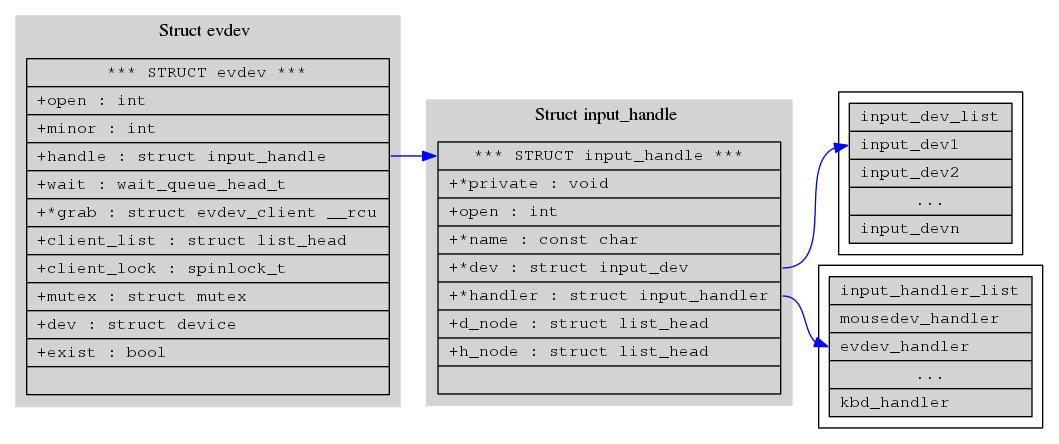 Struct evdev
*** STRUCT evdev ***
+open : int
+minor : int
+handle : struct input_handle
+wait : wait_queue_head_t
+*grab : struct evdev_client __rcu
+client_list : struct list_head
+client_lock : spinlock_t
+mutex : struct mutex
+dev : struct device
+exist : bool
Struct input_handle
*** STRUCT input_handle ***
+*private : void
+open : int
+*name : const char
+*dev : struct input_dev
+*handler : struct input_handler
+d_node : struct list_head
+h_node : struct list_head
input_dev_list
input_dev1
input_dev2
...
input_devn
input_handler_list
mousedev_handler
evdev_handler
...
kbd_handler